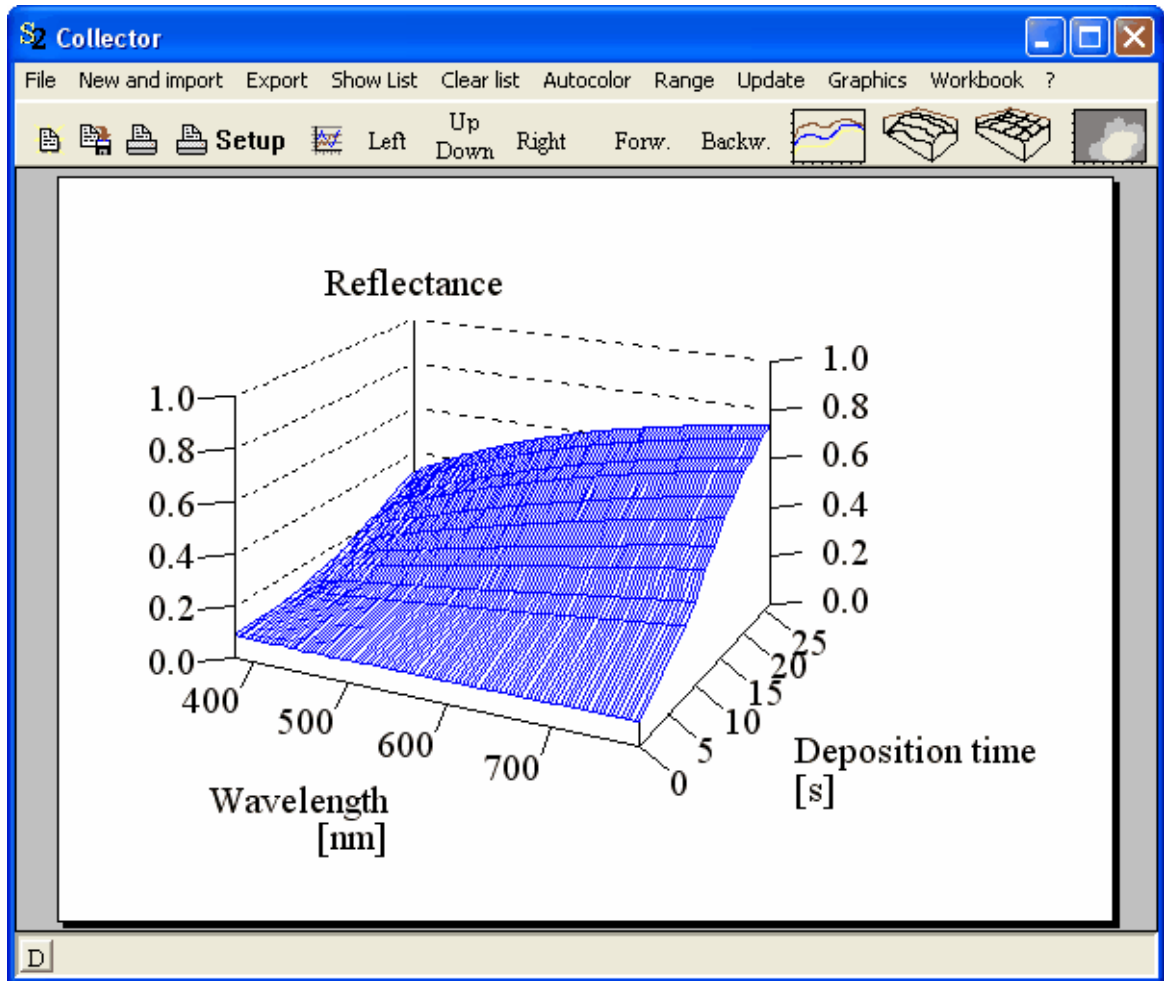 S2 Collector
File New and import Export Show List Clear list Autocolor Range Update Graphics Workbook ?
Setup Left Up Down Right Forw. Backw.
Reflectance
1.0
0.8
0.6
0.4
0.2
0.0
1.0
0.8
0.6
0.4
0.2
0.0
400
500
600
700
0
5
10
15
20
25
Wavelength
[nm]
Deposition time
[s]
D